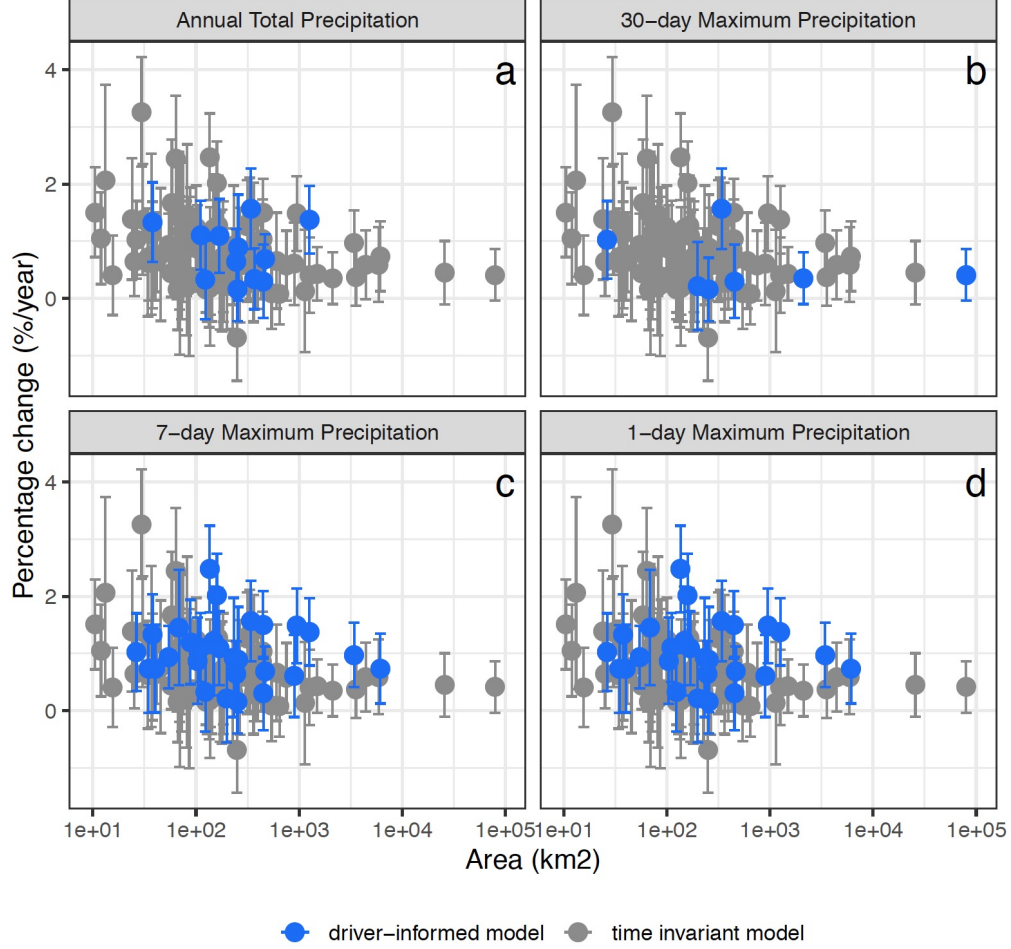 Annual Total Precipitation
30−day Maximum Precipitation
a
b
4
2
0
7−day Maximum Precipitation
1−day Maximum Precipitation
c
d
4
2
0
Percentage change (%/year)
1e+01 1e+02 1e+03 1e+04 1e+05
1e+01 1e+02 1e+03 1e+04 1e+05
Area (km2)
driver−informed model
time invariant model